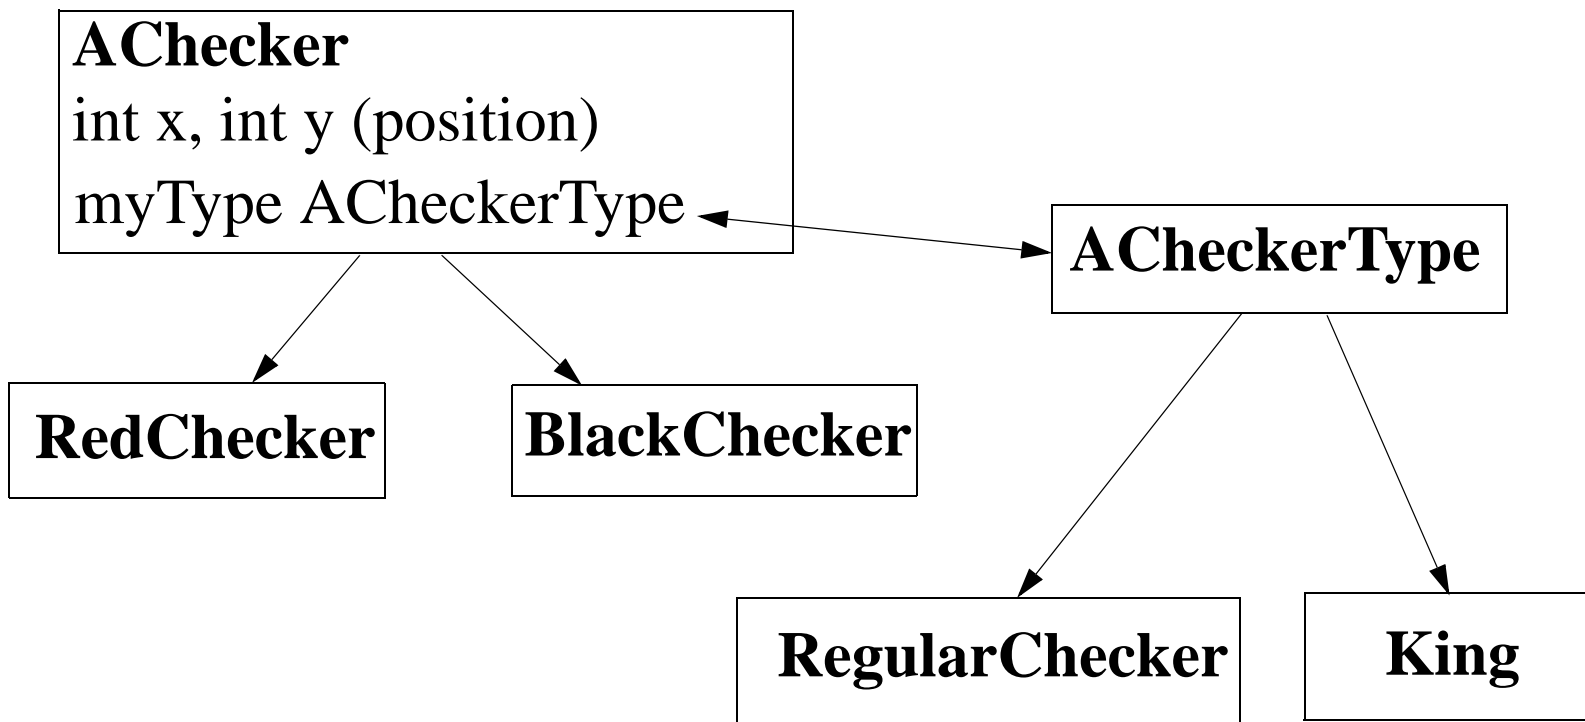 AChecker
int x, int y (position)
myType ACheckerType
ACheckerType
RedChecker
BlackChecker
RegularChecker
King